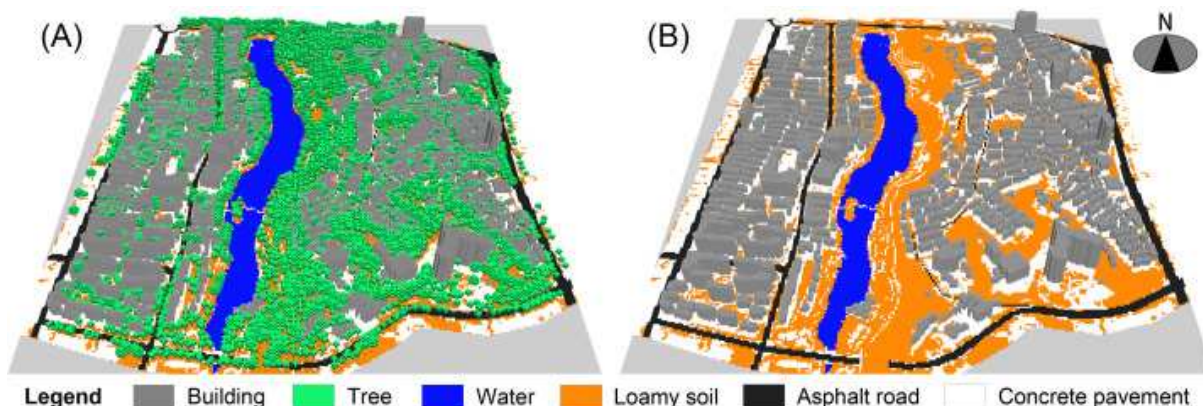 (A)
(B)
N
Legend Building Tree Water Loamy soil Asphalt road Concrete pavement